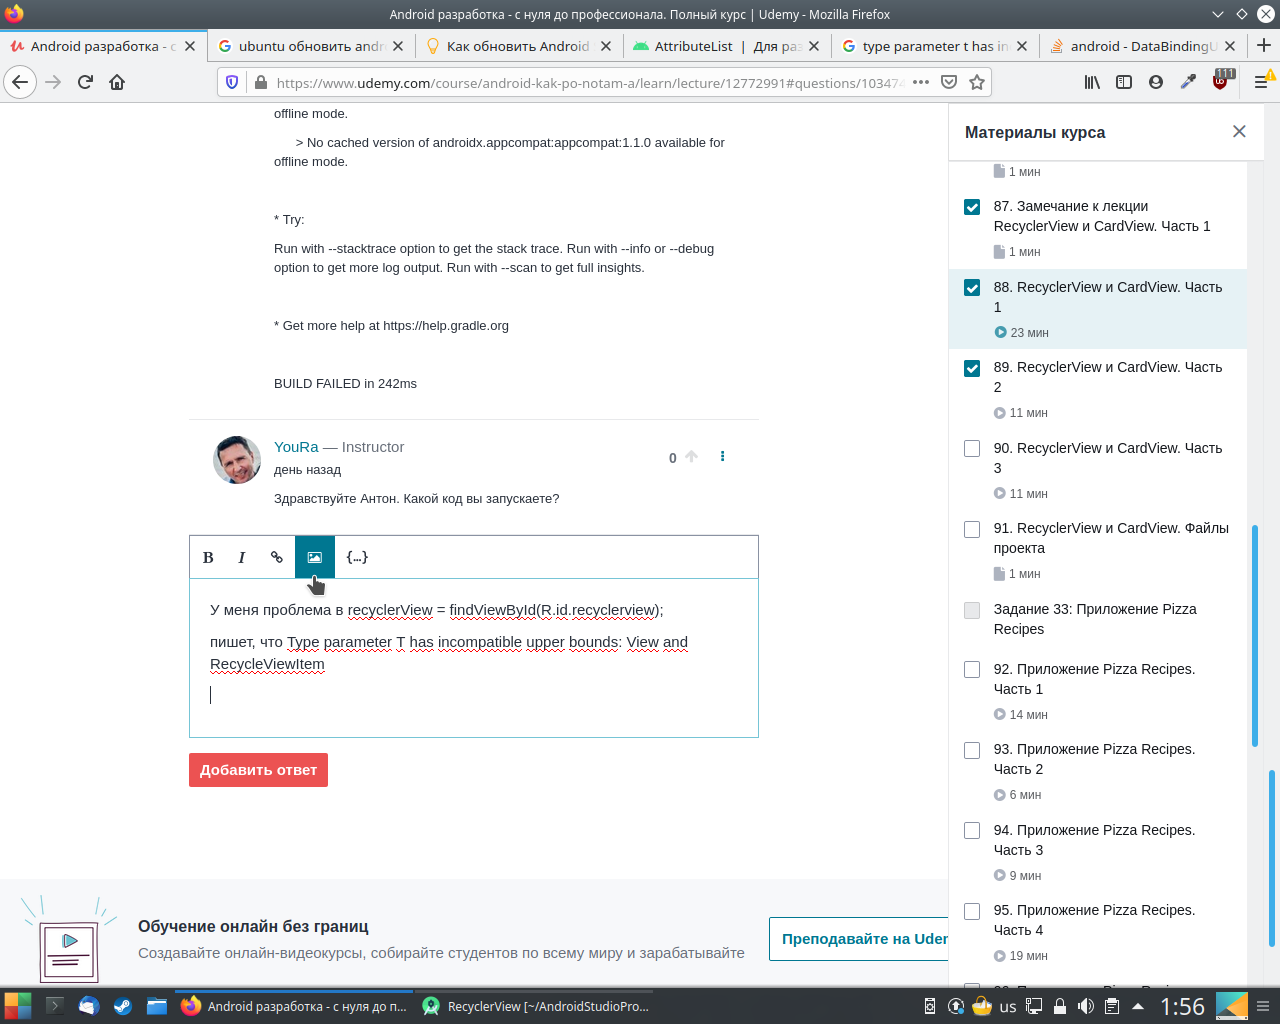 Android разработка - с нуля до профессионала. Полный курс | Udemy - Mozilla Firefox
Android разработка - с
ubuntu обновить andr
Как обновить Android
AttributeList | Для ра
type parameter t has in
android - DataBindingU
https://www.udemy.com/course/android-kak-po-notam-a/learn/lecture/12772991#questions/10347
111
offline mode.
> No cached version of androidx.appcompat:appcompat:1.1.0 available for
offline mode.
* Try:
Run with --stacktrace option to get the stack trace. Run with --info or --debug
option to get more log output. Run with --scan to get full insights.
* Get more help at https://help.gradle.org
BUILD FAILED in 242ms
YouRa — Instructor
день назад
0
Здравствуйте Антон. Какой код вы запускаете?
B I {...}
У меня проблема в recyclerView = findViewById(R.id.recyclerview);
пишет, что Type parameter T has incompatible upper bounds: View and
RecycleViewItem
Добавить ответ
Обучение онлайн без границ
Создавайте онлайн-видеокурсы, собирайте студентов по всему миру и зарабатывайте
Преподавайте на Uder
Материалы курса
1 мин
87. Замечание к лекции
RecyclerView и CardView. Часть 1
1 мин
88. RecyclerView и CardView. Часть
1
23 мин
89. RecyclerView и CardView. Часть
2
11 мин
90. RecyclerView и CardView. Часть
3
11 мин
91. RecyclerView и CardView. Файлы
проекта
1 мин
Задание 33: Приложение Pizza
Recipes
92. Приложение Pizza Recipes.
Часть 1
14 мин
93. Приложение Pizza Recipes.
Часть 2
6 мин
94. Приложение Pizza Recipes.
Часть 3
9 мин
95. Приложение Pizza Recipes.
Часть 4
19 мин
Android разработка - с нуля до п...
RecyclerView [~/AndroidStudioPro...
us
1:56